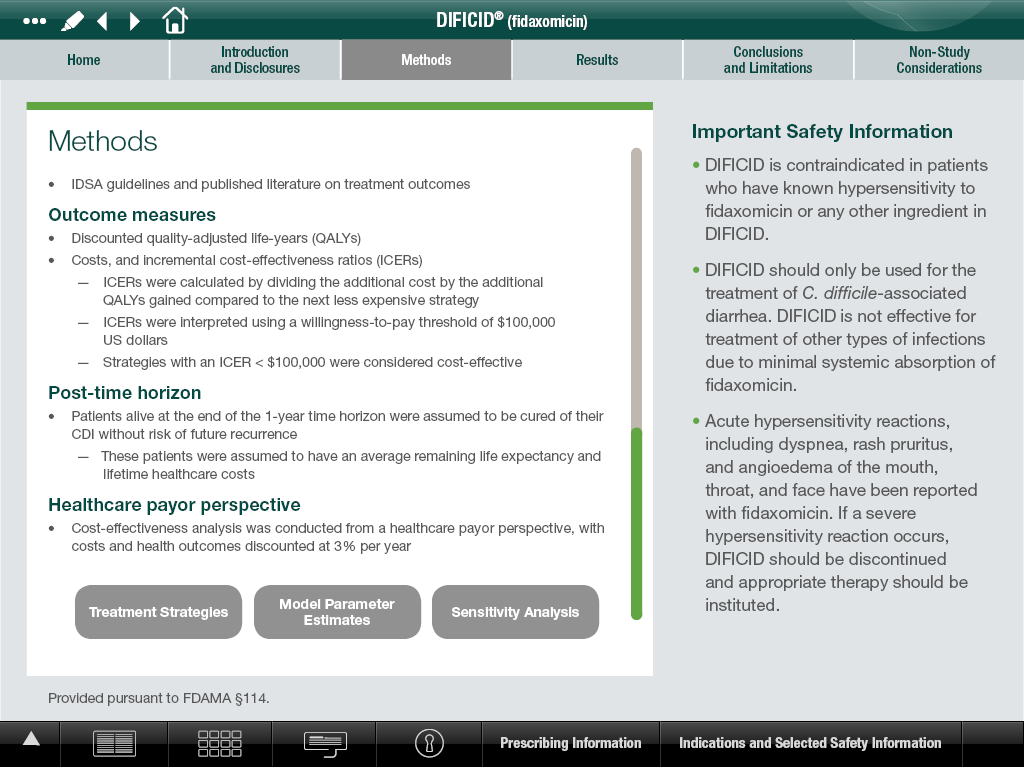 DIFICID® (fidaxomicin)
Home
Introduction
and Disclosures
Methods
Results
Conclusions
and Limitations
Non-Study
Considerations
Methods
• IDSA guidelines and published literature on treatment outcomes
Outcome measures
• Discounted quality-adjusted life-years (QALYs)
• Costs, and incremental cost-effectiveness ratios (ICERs)
— ICERs were calculated by dividing the additional cost by the additional
QALYs gained compared to the next less expensive strategy
— ICERs were interpreted using a willingness-to-pay threshold of $100,000
US dollars
— Strategies with an ICER < $100,000 were considered cost-effective
Post-time horizon
• Patients alive at the end of the 1-year time horizon were assumed to be cured of their
CDI without risk of future recurrence
— These patients were assumed to have an average remaining life expectancy and
lifetime healthcare costs
Healthcare payor perspective
• Cost-effectiveness analysis was conducted from a healthcare payor perspective, with
costs and health outcomes discounted at 3% per year
Treatment Strategies
Model Parameter
Estimates
Sensitivity Analysis
Provided pursuant to FDAMA §114.
Important Safety Information
• DIFICID is contraindicated in patients
who have known hypersensitivity to
fidaxomicin or any other ingredient in
DIFICID.
• DIFICID should only be used for the
treatment of C. difficile-associated
diarrhea. DIFICID is not effective for
treatment of other types of infections
due to minimal systemic absorption of
fidaxomicin.
• Acute hypersensitivity reactions,
including dyspnea, rash pruritus,
and angioedema of the mouth,
throat, and face have been reported
with fidaxomicin. If a severe
hypersensitivity reaction occurs,
DIFICID should be discontinued
and appropriate therapy should be
instituted.
Prescribing Information
Indications and Selected Safety Information